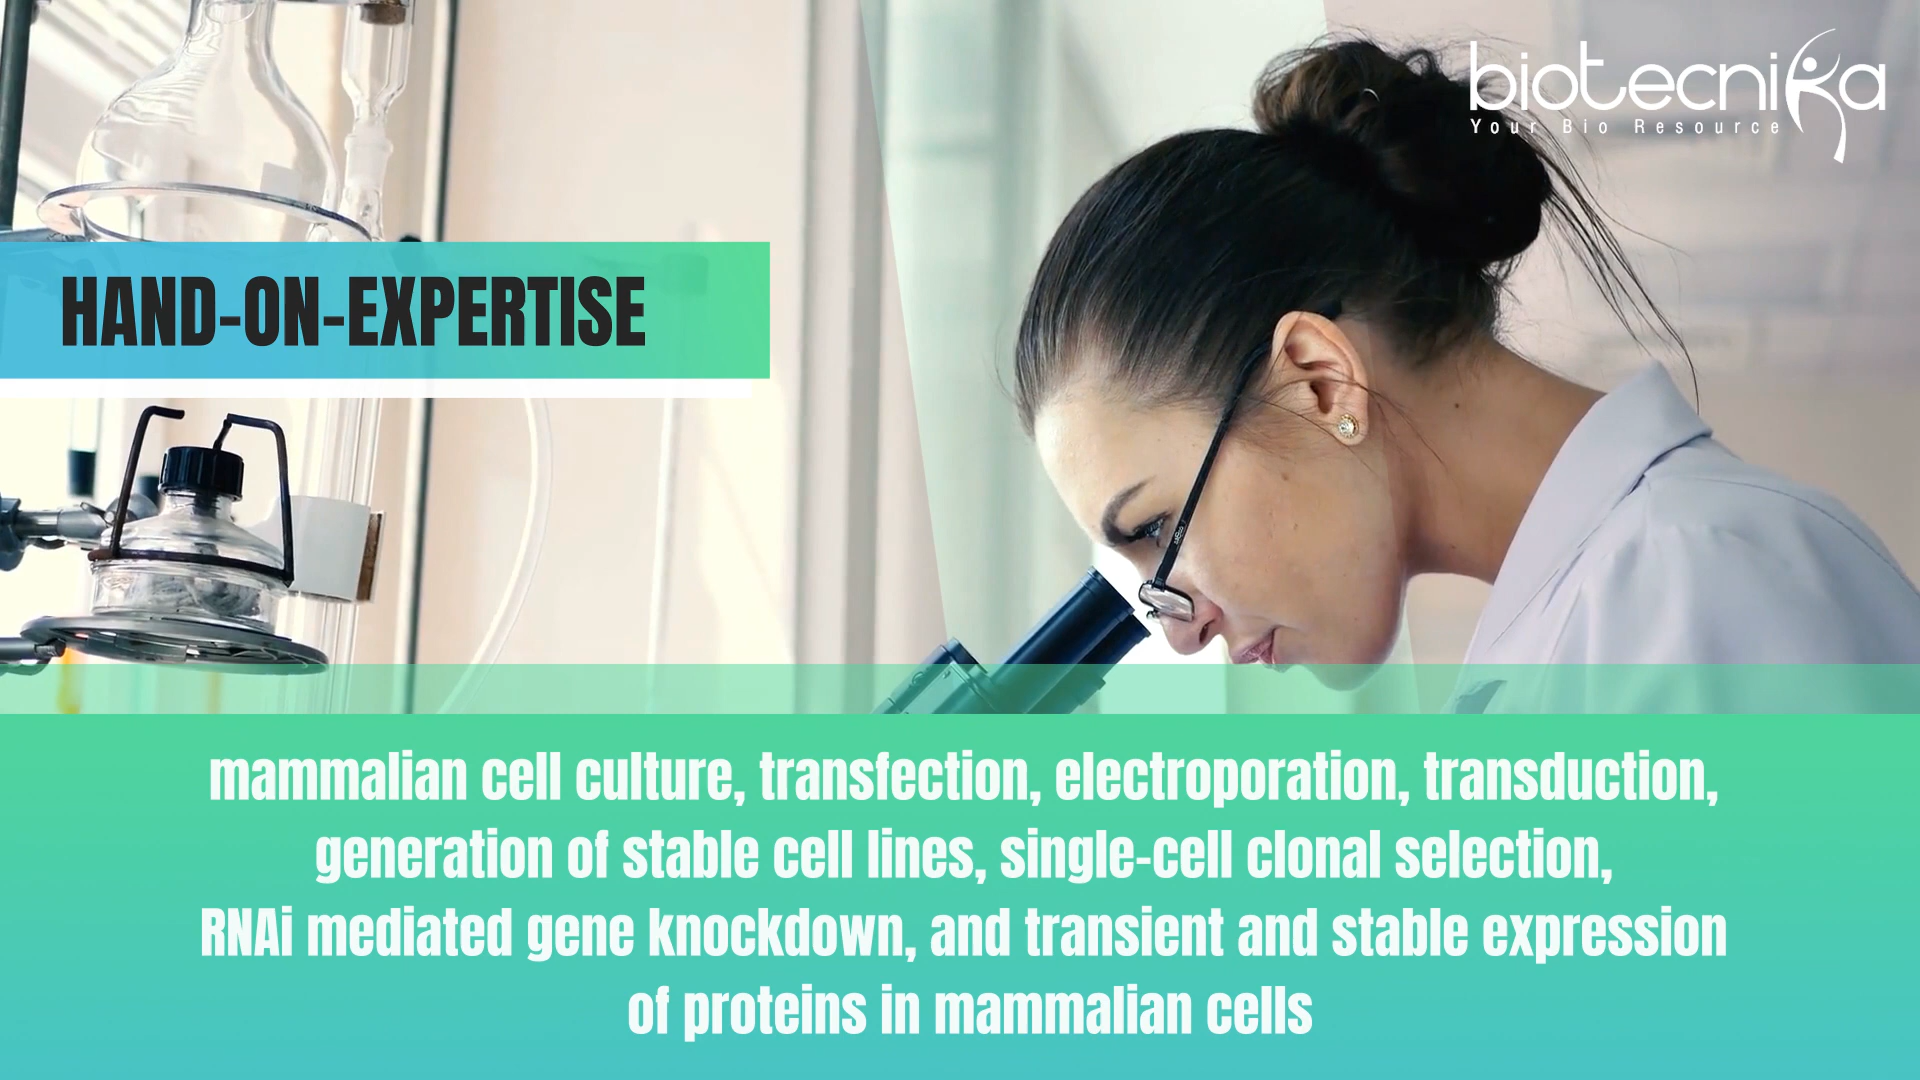 biotecnika
Your Bio Resource
HAND-ON-EXPERTISE
mammalian cell culture, transfection, electroporation, transduction,
generation of stable cell lines, single-cell clonal selection,
RNAi mediated gene knockdown, and transient and stable expression
of proteins in mammalian cells